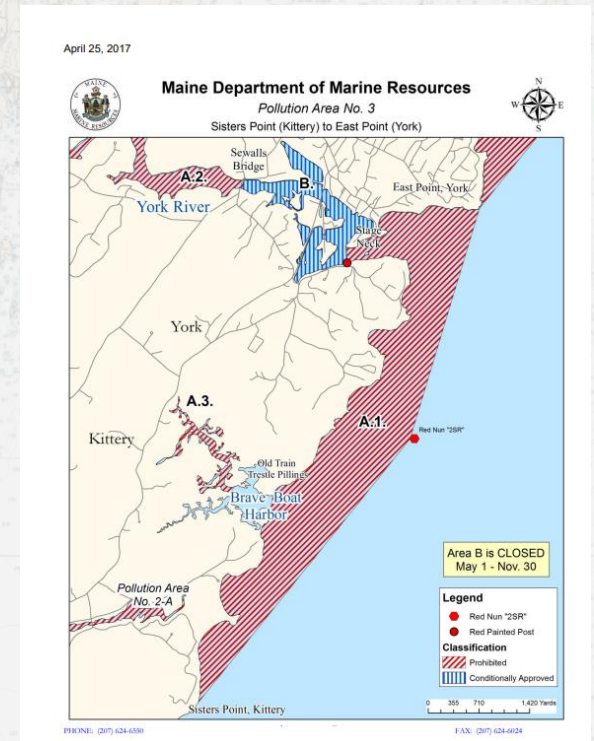 April 25, 2017
Maine Department of Marine Resources
Pollution Area No. 3
Sisters Point (Kittery) to East Point (York)
MAINE
MARINE RESOURCES
N
W
E
S
Sewalls
Bridge
A.2.
B.
East Point, York
York River
Stage
Neck
York
A.3.
A.1.
Red Nun "2SR"
Kittery
Old Train
Trestle Pillings
Brave Boat
Harbor
Area B is CLOSED
May 1 - Nov. 30
Pollution Area
No. 2-A
Legend
Red Nun "2SR"
Red Painted Post
Classification
Prohibited
Conditionally Approved
0 355 710 1,420 Yards
Sisters Point, Kittery
PHONE: (207) 624-6550
FAX: (207) 624-6024